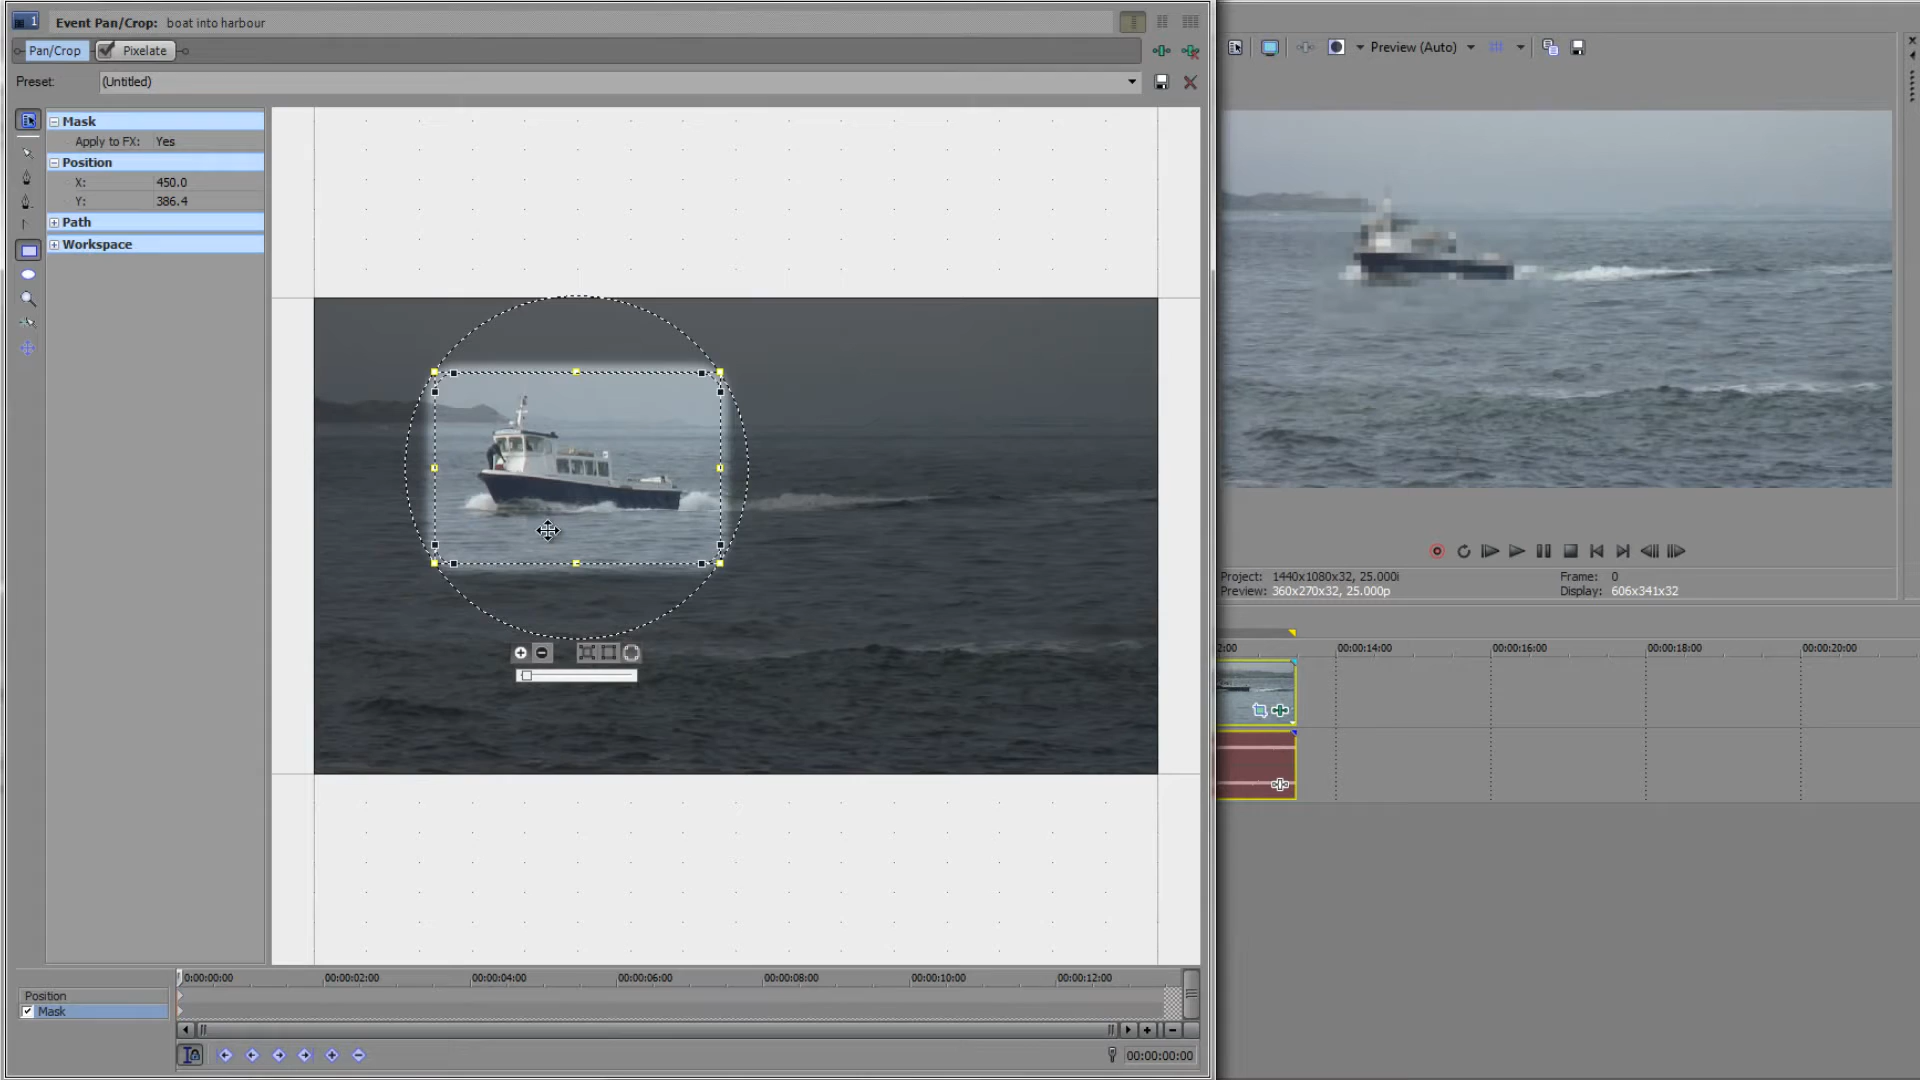 1 Event Pan/Crop: boat into harbour
Pan/Crop Pixelate
Preset: (Untitled)
Preview (Auto)
Mask
Apply to FX: Yes
Position
X: 450.0
Y: 386.4
Path
Workspace
Project: 1440x1080x32, 25.000i
Frame: 0
Preview: 360x270x32, 25.000p
Display: 606x341x32
2:00 00:00:14:00 00:00:16:00 00:00:18:00 00:00:20:00
0:00:00:00 00:00:02:00 00:00:04:00 00:00:06:00 00:00:08:00 00:00:10:00 00:00:12:00
Position
Mask
00:00:00:00